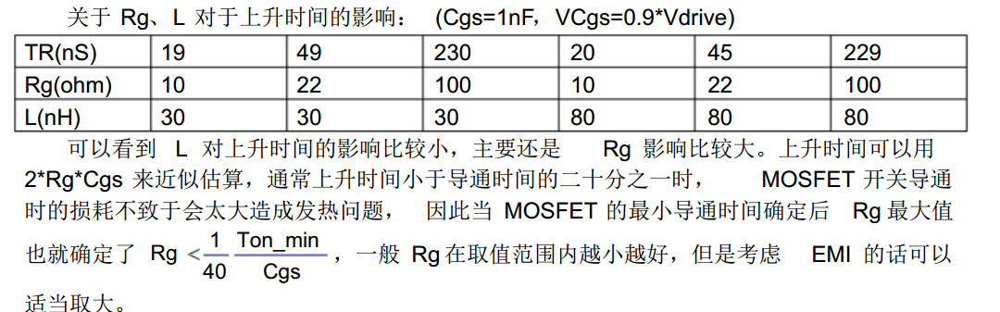 关于 Rg、L 对于上升时间的影响： (Cgs=1nF，VCgs=0.9*Vdrive)
TR(nS) 19 49 230 20 45 229
Rg(ohm) 10 22 100 10 22 100
L(nH) 30 30 30 80 80 80
可以看到 L 对上升时间的影响比较小，主要还是 Rg 影响比较大。上升时间可以用
2*Rg*Cgs 来近似估算，通常上升时间小于导通时间的二十分之一时， MOSFET 开关导通
时的损耗不致于会太大造成发热问题， 因此当 MOSFET 的最小导通时间确定后 Rg 最大值
也就确定了 Rg < 1/40 Ton_min/Cgs ，一般 Rg 在取值范围内越小越好，但是考虑 EMI 的话可以
适当取大。